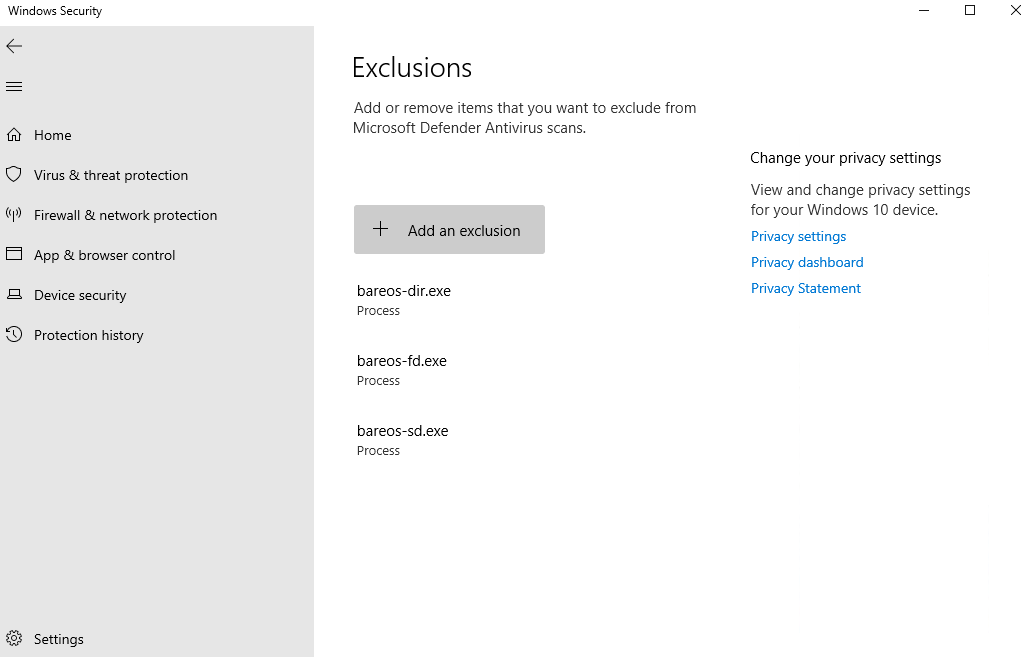 Windows Security
Home
Virus & threat protection
Firewall & network protection
App & browser control
Device security
Protection history
Settings
Exclusions
Add or remove items that you want to exclude from
Microsoft Defender Antivirus scans.
Add an exclusion
bareos-dir.exe
Process
bareos-fd.exe
Process
bareos-sd.exe
Process
Change your privacy settings
View and change privacy settings
for your Windows 10 device.
Privacy settings
Privacy dashboard
Privacy Statement